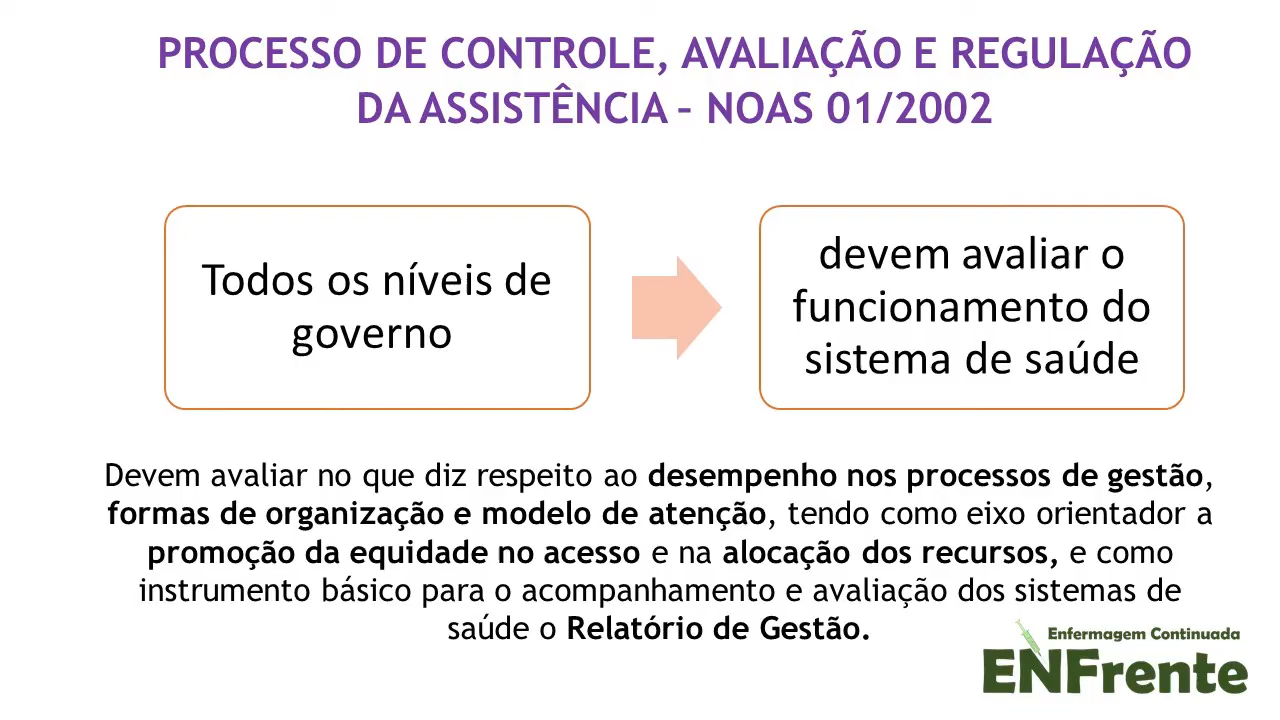 PROCESSO DE CONTROLE, AVALIAÇÃO E REGULAÇÃO
DA ASSISTÊNCIA – NOAS 01/2002
Todos os níveis de
governo
devem avaliar o
funcionamento do
sistema de saúde
Devem avaliar no que diz respeito ao desempenho nos processos de gestão,
formas de organização e modelo de atenção, tendo como eixo orientador a
promoção da equidade no acesso e na alocação dos recursos, e como
instrumento básico para o acompanhamento e avaliação dos sistemas de
saúde o Relatório de Gestão.
Enfermagem Continuada
ENFrente